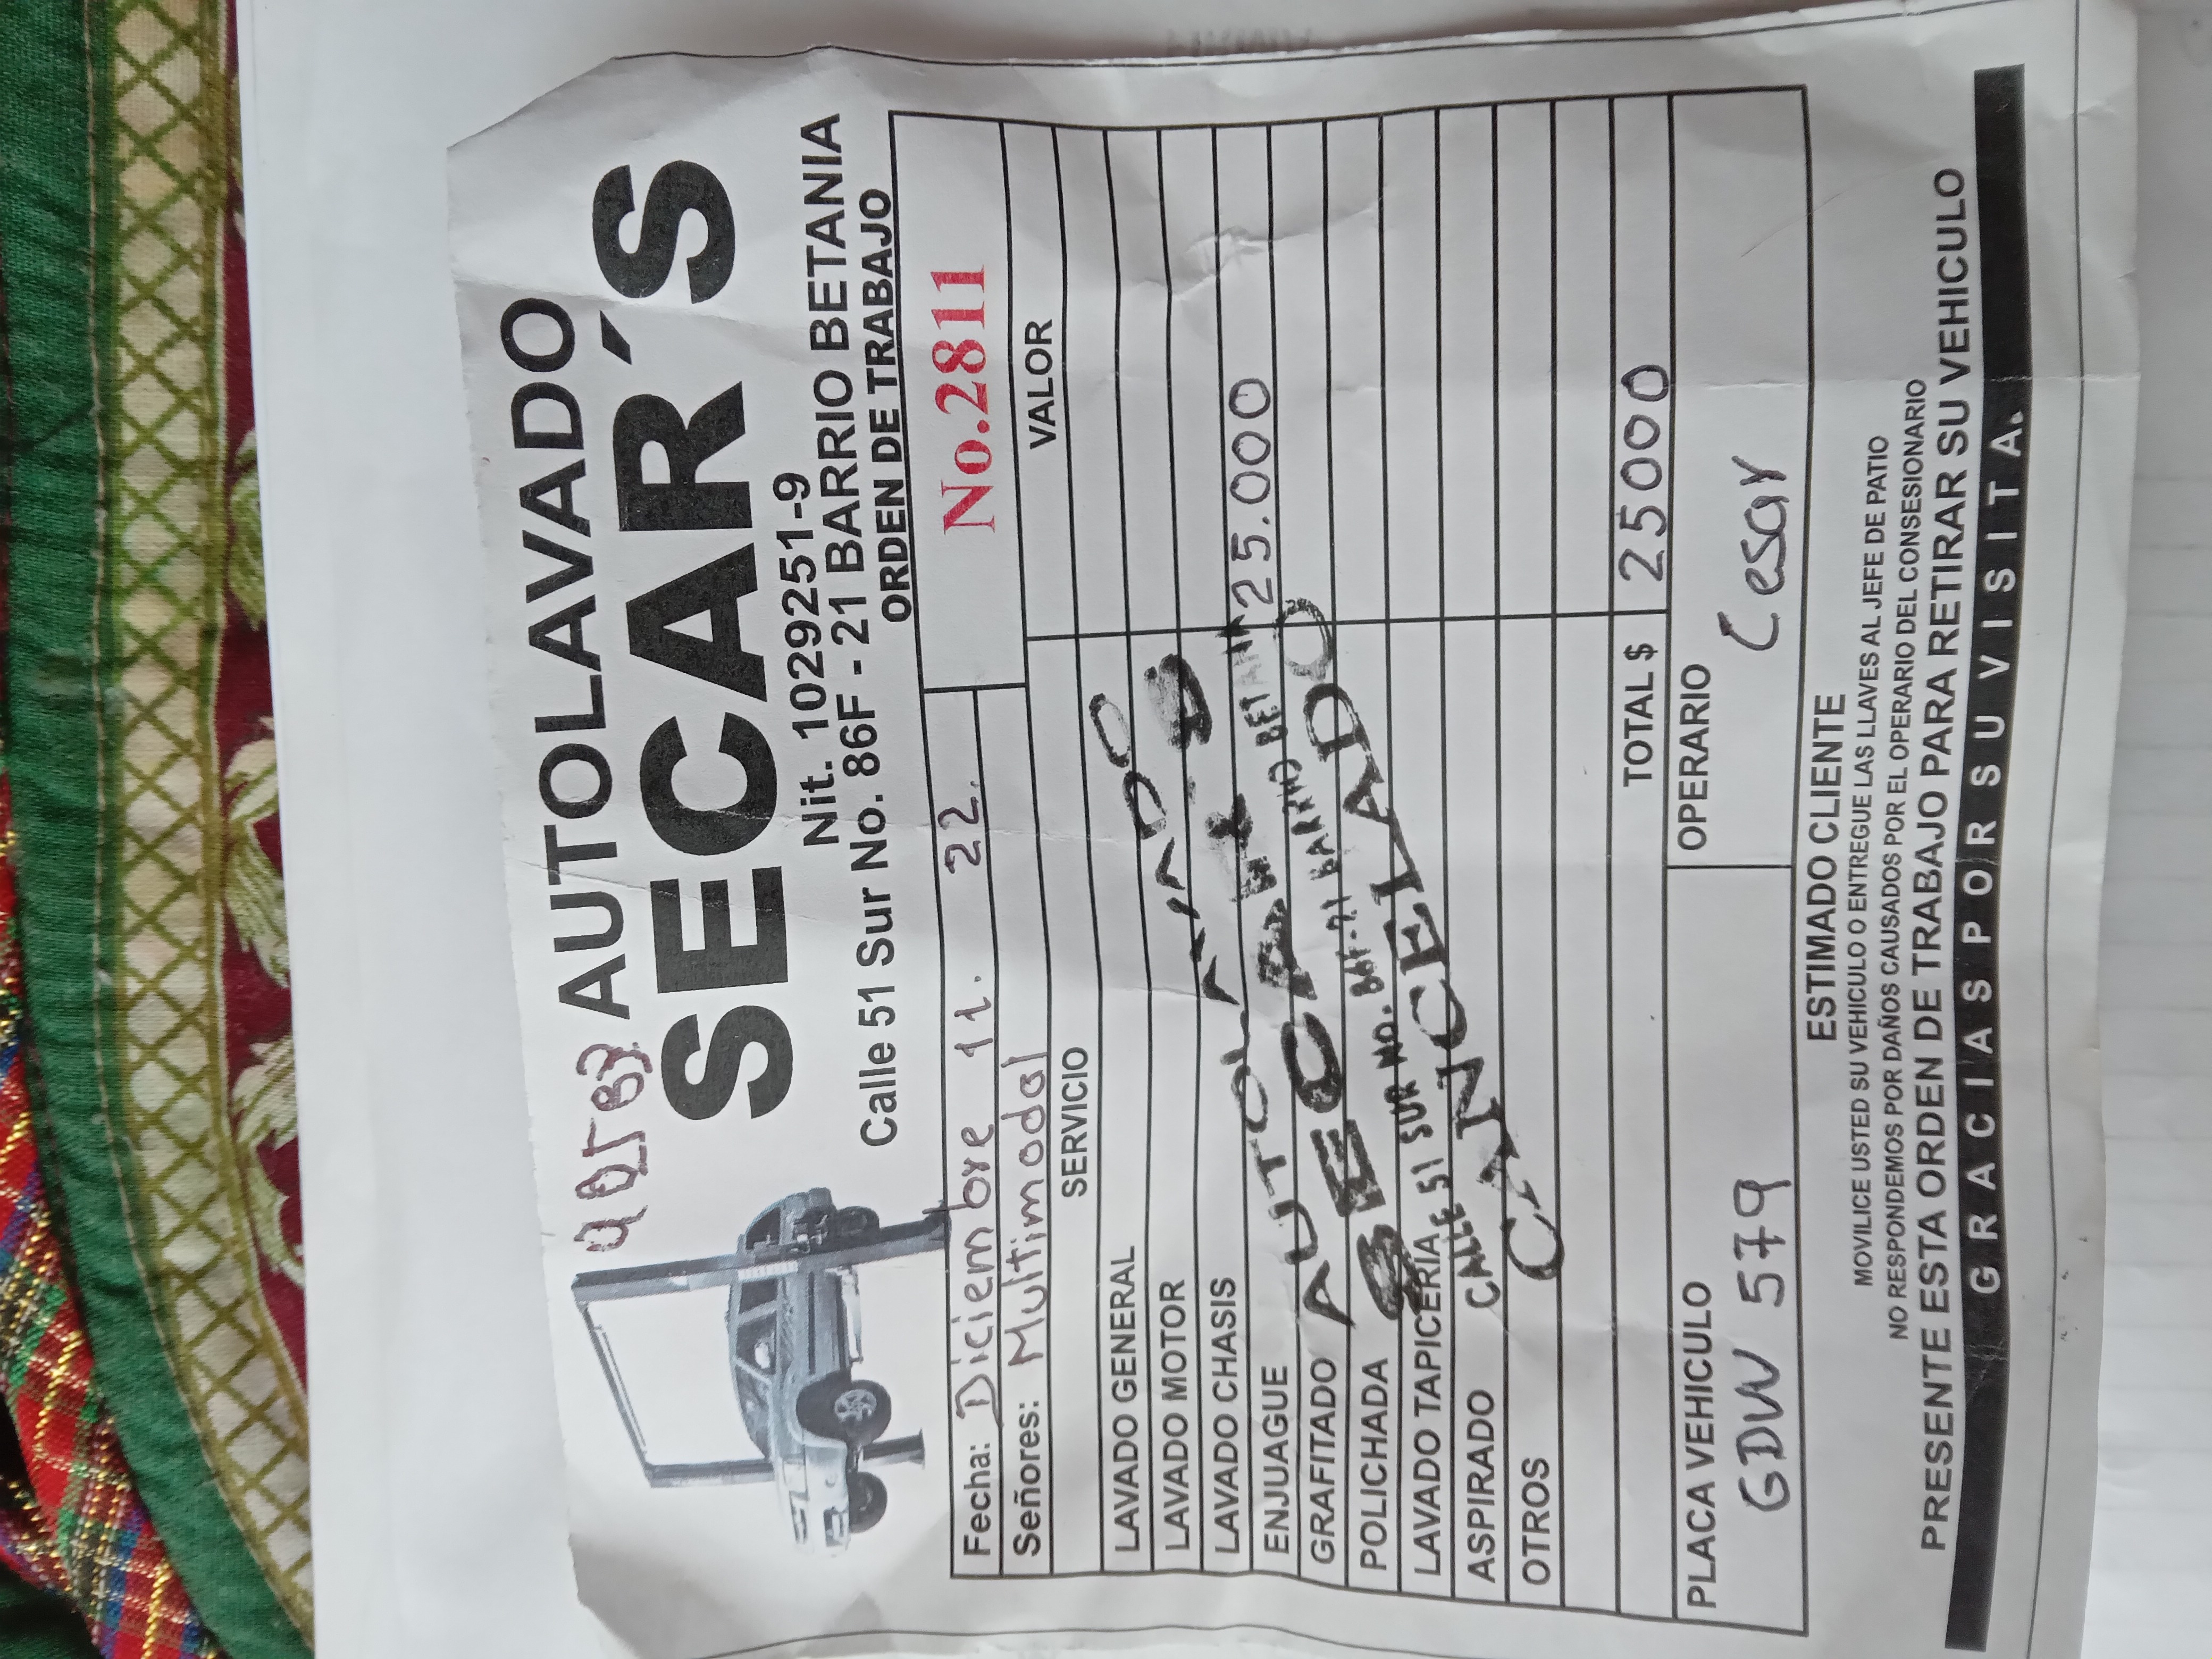 AUTOLAVADO
SECAR´S
Nit. 1029251-9
Calle 51 Sur No. 86F - 21 BARRIO BETANIA
ORDEN DE TRABAJO
Fecha: Diciembre 11. 22.
No.2811
Señores: Multimodal
SERVICIO VALOR
LAVADO GENERAL
LAVADO MOTOR
LAVADO CHASIS
ENJUAGUE 25.000
GRAFITADO
POLICHADA
LAVADO TAPICERIA
ASPIRADO
OTROS
AUTOLAVADO
SECAR
CALLE 51 SUR NO. 86F-21 BARRIO BETANIA
CANCELADO
TOTAL $ 25000
PLACA VEHICULO OPERARIO
GDW 579 Cesar
ESTIMADO CLIENTE
MOVILICE USTED SU VEHICULO O ENTREGUE LAS LLAVES AL JEFE DE PATIO
NO RESPONDEMOS POR DAÑOS CAUSADOS POR EL OPERARIO DEL CONSESIONARIO
PRESENTE ESTA ORDEN DE TRABAJO PARA RETIRAR SU VEHICULO
GRACIAS POR SU VISITA.